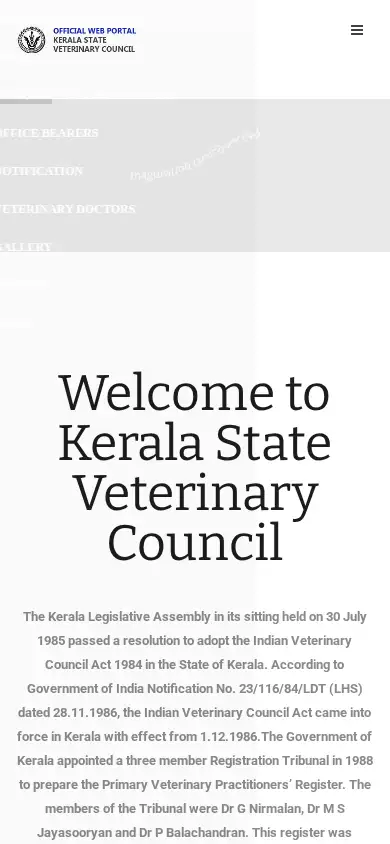 OFFICIAL WEB PORTAL
KERALA STATE
VETERINARY COUNCIL
OFFICE BEARERS
NOTIFICATION
VETERINARY DOCTORS
GALLERY
Welcome to
Kerala State
Veterinary
Council
The Kerala Legislative Assembly in its sitting held on 30 July
1985 passed a resolution to adopt the Indian Veterinary
Council Act 1984 in the State of Kerala. According to
Government of India Notification No. 23/116/84/LDT (LHS)
dated 28.11.1986, the Indian Veterinary Council Act came into
force in Kerala with effect from 1.12.1986.The Government of
Kerala appointed a three member Registration Tribunal in 1988
to prepare the Primary Veterinary Practitioners’ Register. The
members of the Tribunal were Dr G Nirmalan, Dr M S
Jayasooryan and Dr P Balachandran. This register was